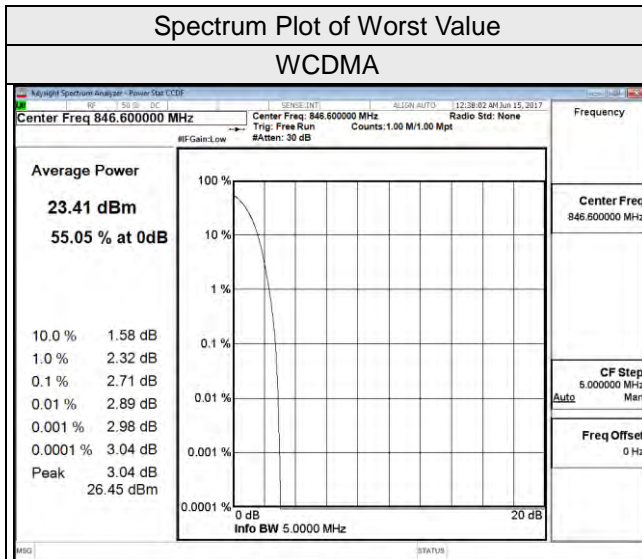 Spectrum Plot of Worst Value
WCDMA
Keysight Spectrum Analyzer - Power Stat CCDF
RF 50 Ω DC SENSE:INT ALIGN AUTO 12:38:02 AM Jun 15, 2017
Center Freq 846.600000 MHz
Center Freq: 846.600000 MHz Radio Std: None
Trig: Free Run Counts:1.00 M/1.00 Mpt
#IFGain:Low #Atten: 30 dB
Frequency
Average Power
23.41 dBm
55.05 % at 0dB
10.0 % 1.58 dB
1.0 % 2.32 dB
0.1 % 2.71 dB
0.01 % 2.89 dB
0.001 % 2.98 dB
0.0001 % 3.04 dB
Peak 3.04 dB
26.45 dBm
100 %
10 %
1 %
0.1 %
0.01 %
0.001 %
0.0001 %
0 dB 20 dB
Info BW 5.0000 MHz
Center Freq
846.600000 MHz
CF Step
5.000000 MHz
Auto Man
Freq Offset
0 Hz
MSG STATUS